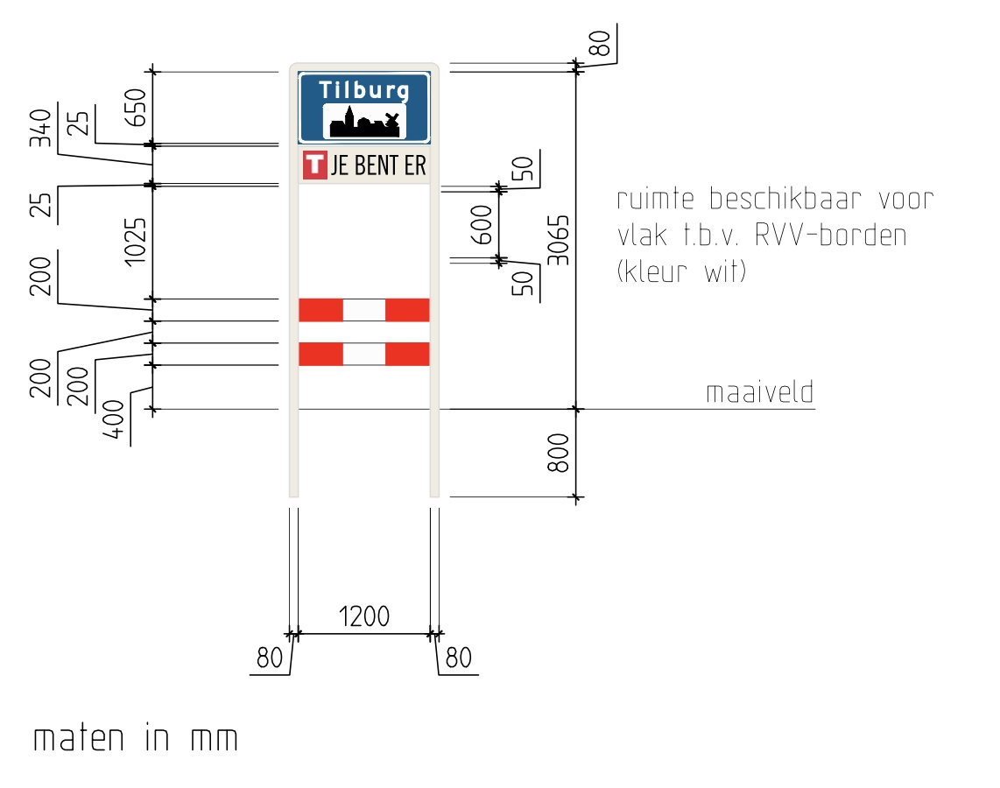 80
650
340
25
25
1025
200
200
200
400
Tilburg
T JE BENT ER
50
600
50
3065
800
ruimte beschikbaar voor
vlak t.b.v. RVV-borden
(kleur wit)
maaiveld
1200
80
80
maten in mm